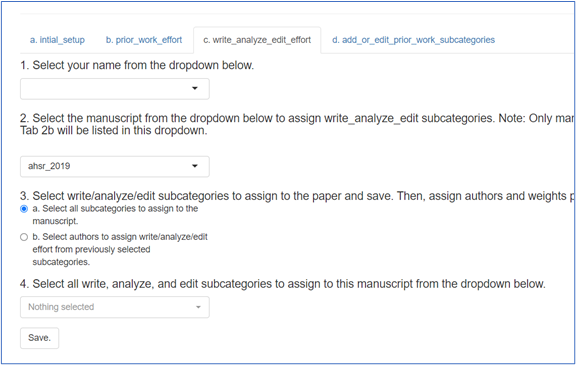 a. intial_setup b. prior_work_effort c. write_analyze_edit_effort d. add_or_edit_prior_work_subcategories
1. Select your name from the dropdown below.
2. Select the manuscript from the dropdown below to assign write_analyze_edit subcategories. Note: Only
Tab 2b will be listed in this dropdown.
ahsr_2019
3. Select write/analyze/edit subcategories to assign to the paper and save. Then, assign authors and weights
a. Select all subcategories to assign to the
manuscript.
b. Select authors to assign write/analyze/edit
effort from previously selected
subcategories.
4. Select all write, analyze, and edit subcategories to assign to this manuscript from the dropdown below.
Nothing selected
Save.